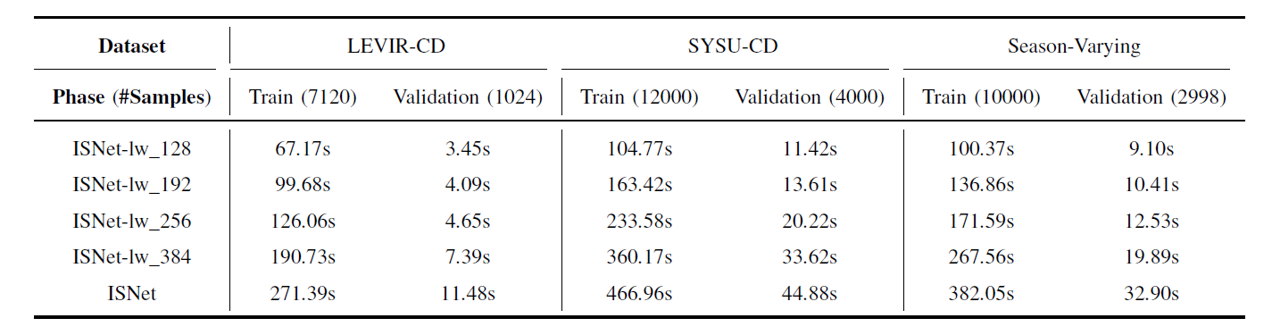 Dataset LEVIR-CD SYSU-CD Season-Varying
Phase (#Samples) Train (7120) Validation (1024) Train (12000) Validation (4000) Train (10000) Validation (2998)
ISNet-lw_128 67.17s 3.45s 104.77s 11.42s 100.37s 9.10s
ISNet-lw_192 99.68s 4.09s 163.42s 13.61s 136.86s 10.41s
ISNet-lw_256 126.06s 4.65s 233.58s 20.22s 171.59s 12.53s
ISNet-lw_384 190.73s 7.39s 360.17s 33.62s 267.56s 19.89s
ISNet 271.39s 11.48s 466.96s 44.88s 382.05s 32.90s